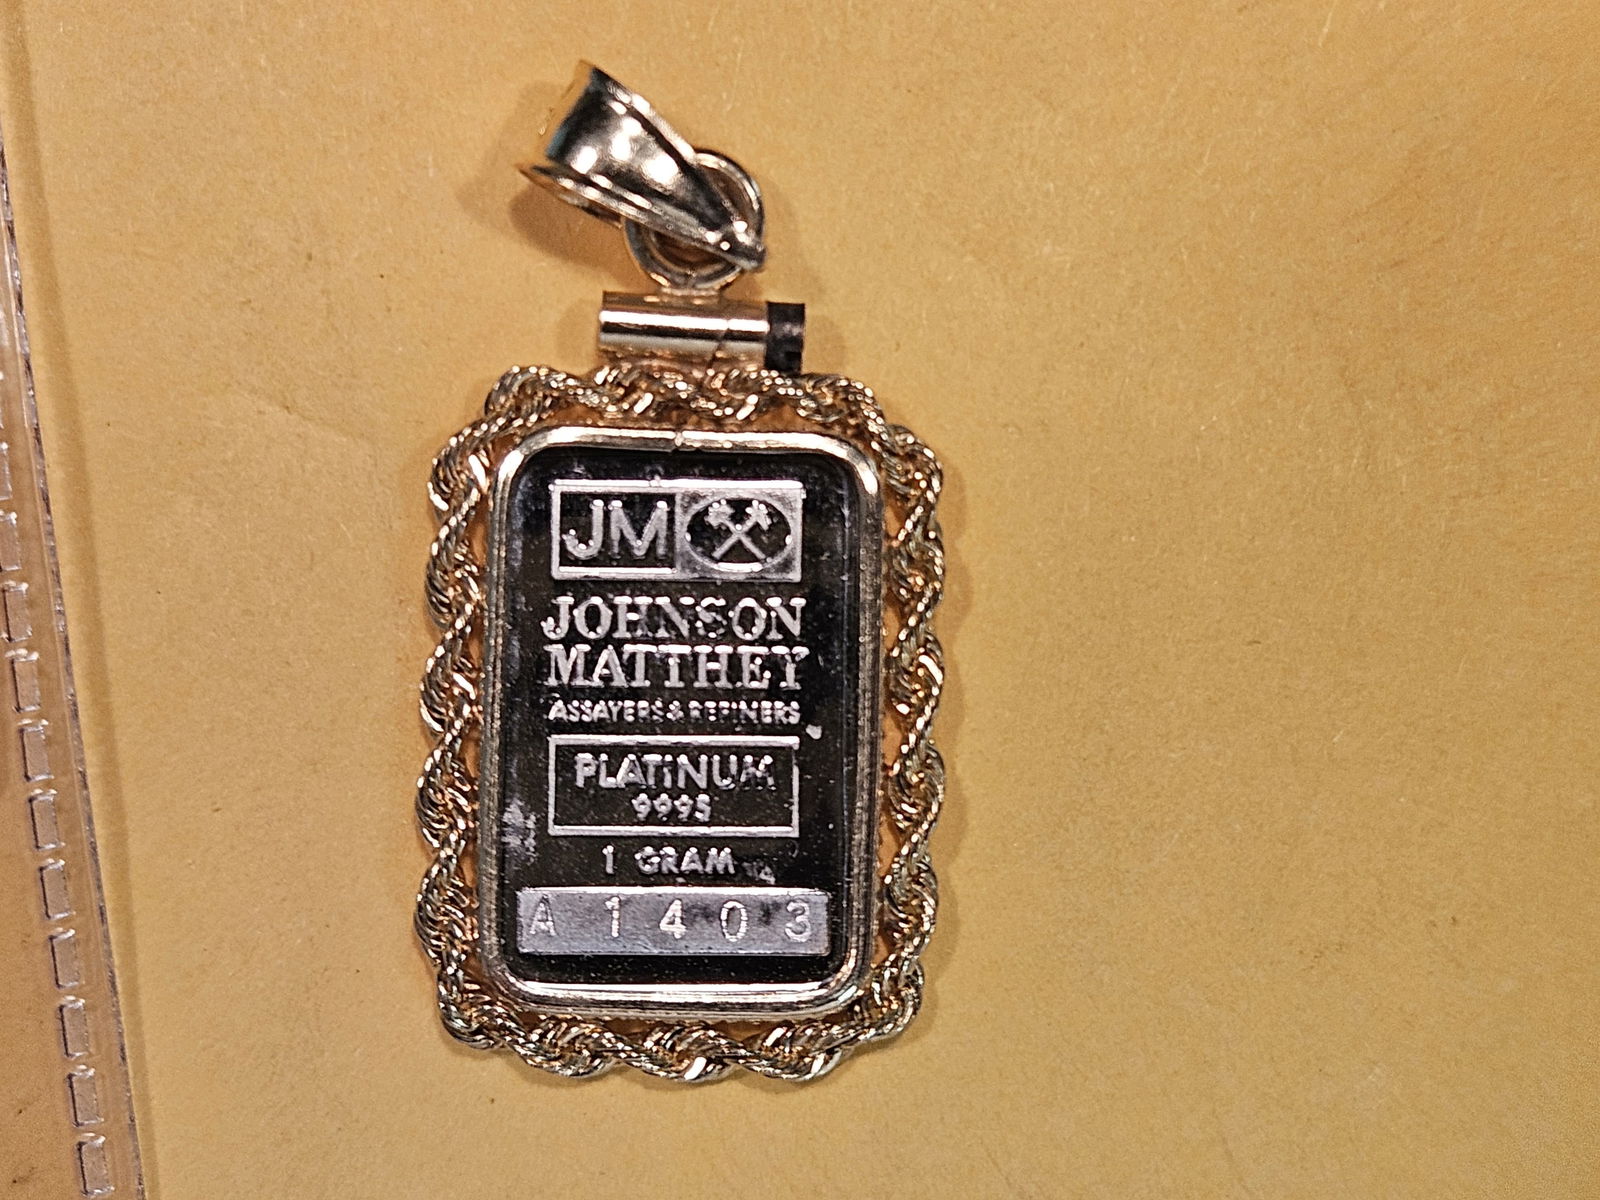 JM
JOHNSON
MATTHEY
ASSAYERS & REFINERS
PLATINUM
9995
1 GRAM
A 1403